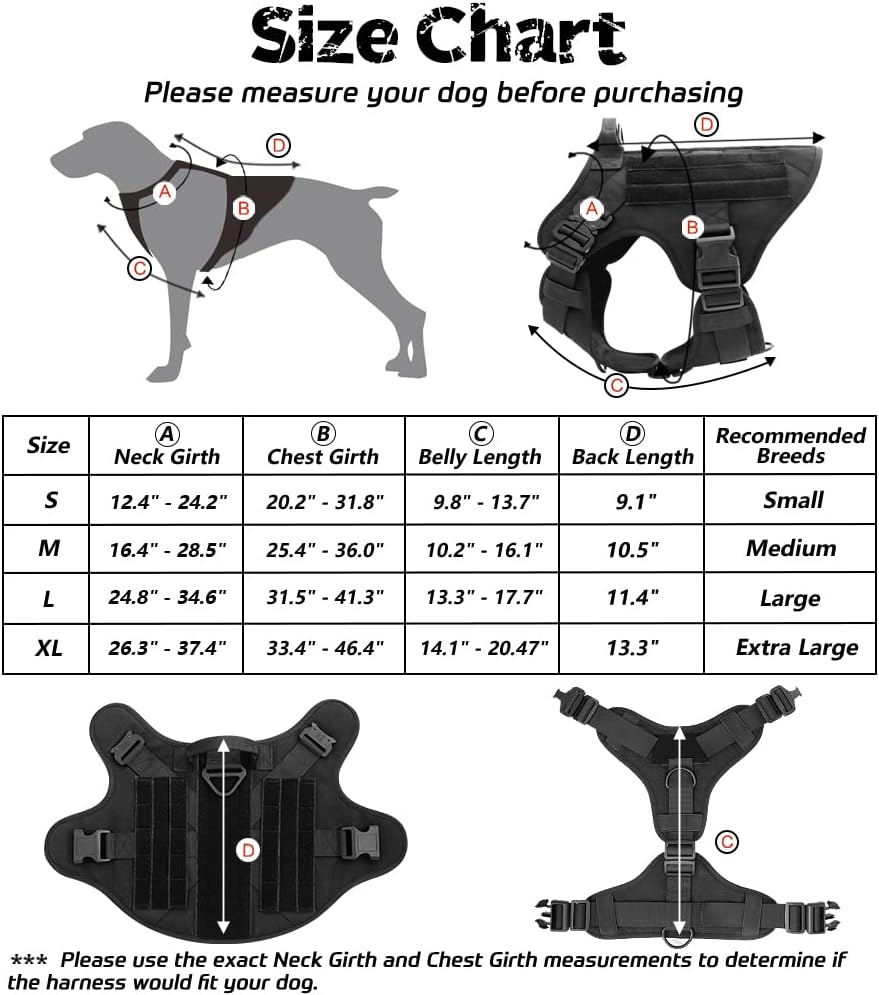 Size Chart
Please measure your dog before purchasing
D
A
B
C
D
A
B
C
Size
A
Neck Girth
B
Chest Girth
C
Belly Length
D
Back Length
Recommended
Breeds
S 12.4" - 24.2" 20.2" - 31.8" 9.8" - 13.7" 9.1" Small
M 16.4" - 28.5" 25.4" - 36.0" 10.2" - 16.1" 10.5" Medium
L 24.8" - 34.6" 31.5" - 41.3" 13.3" - 17.7" 11.4" Large
XL 26.3" - 37.4" 33.4" - 46.4" 14.1" - 20.47" 13.3" Extra Large
D
C
*** Please use the exact Neck Girth and Chest Girth measurements to determine if
the harness would fit your dog.